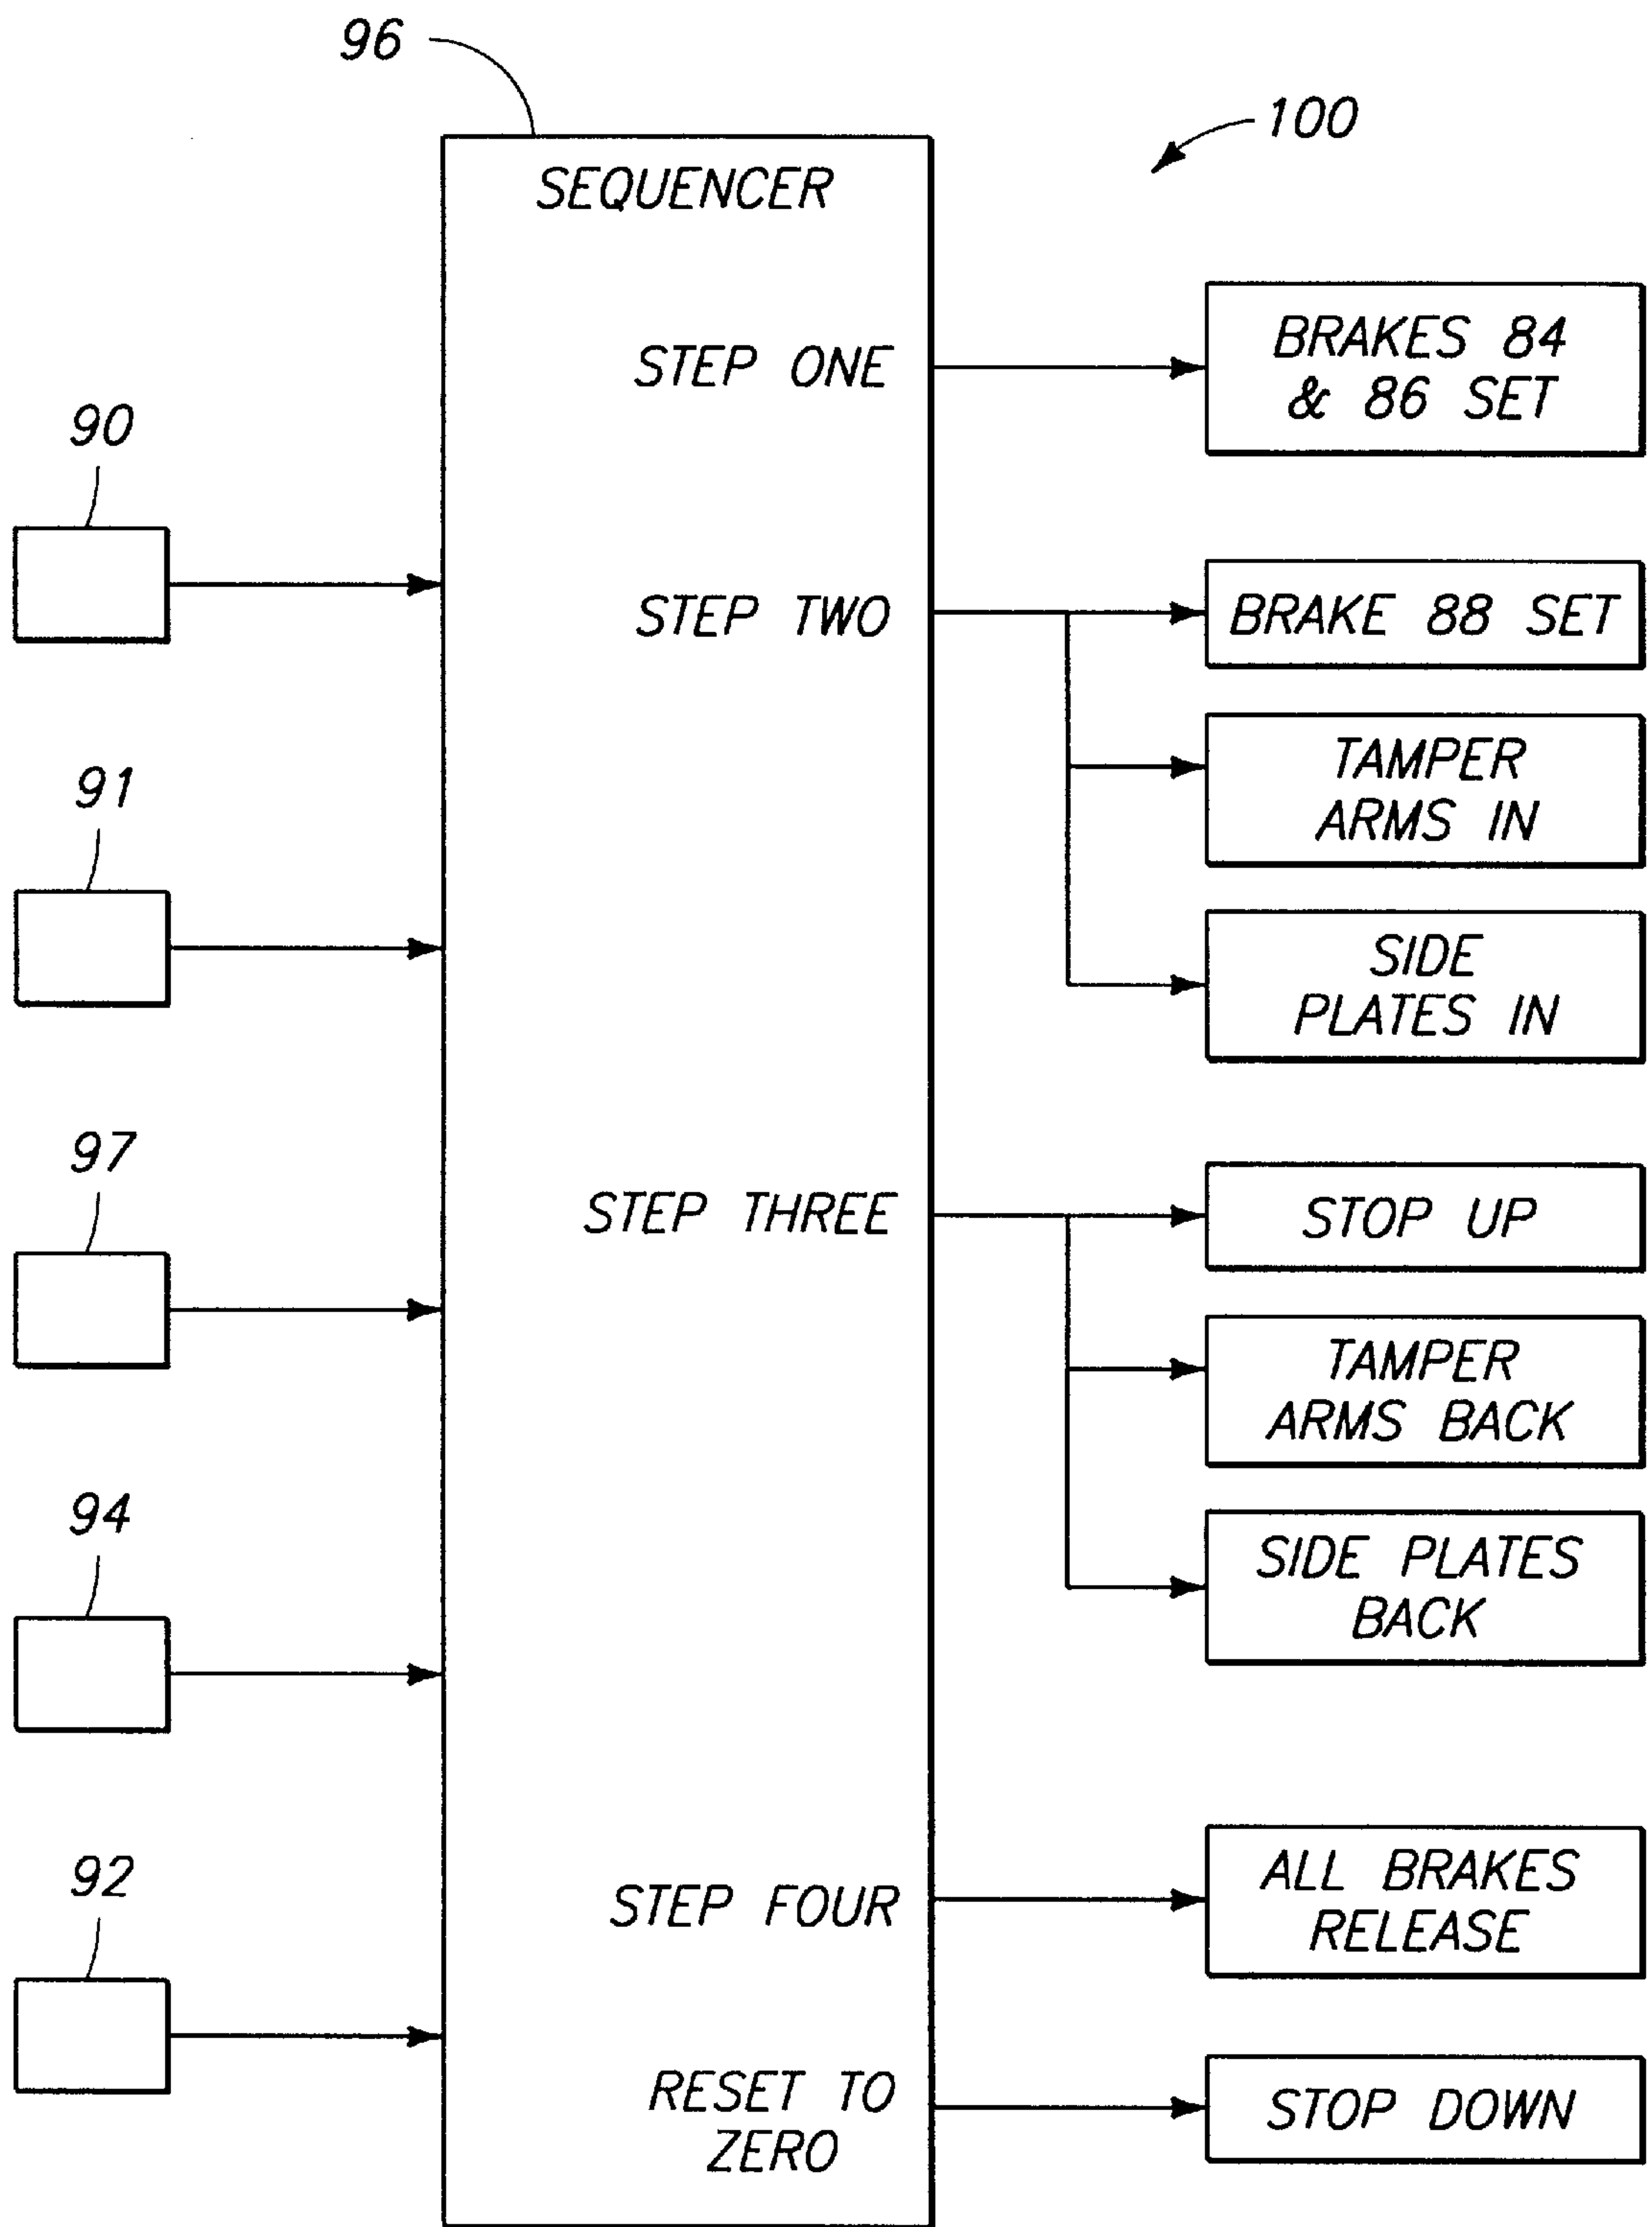 96
100
SEQUENCER
STEP ONE
BRAKES 84
& 86 SET
90
STEP TWO
BRAKE 88 SET
TAMPER
ARMS IN
91
SIDE
PLATES IN
97
STEP THREE
STOP UP
TAMPER
ARMS BACK
94
SIDE PLATES
BACK
92
STEP FOUR
ALL BRAKES
RELEASE
RESET TO
ZERO
STOP DOWN